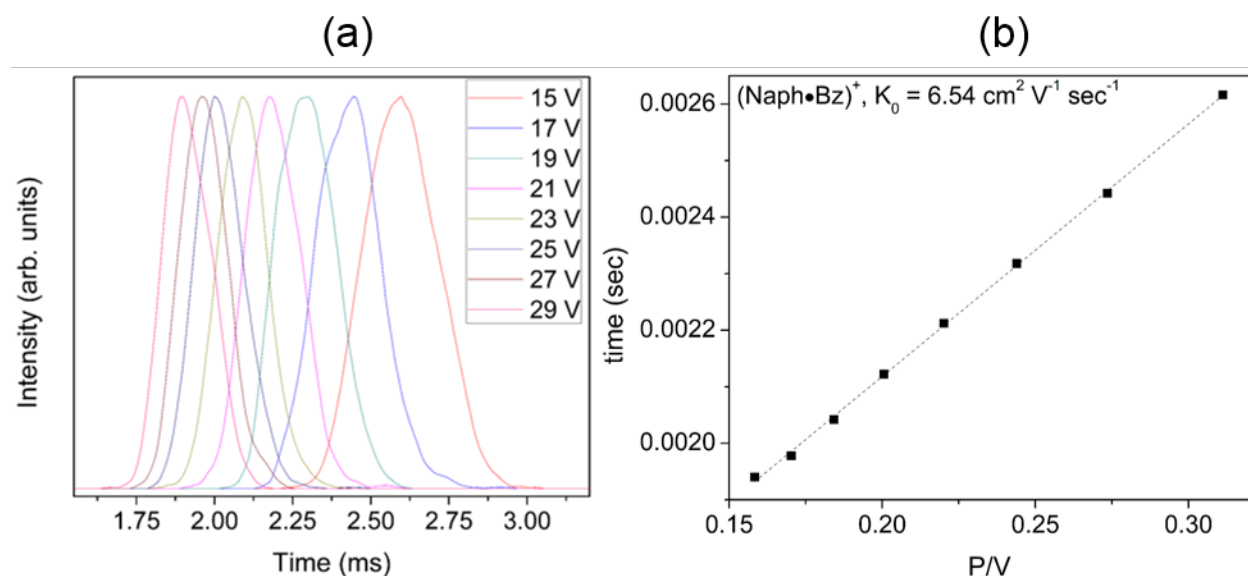 (a)
15 V
17 V
19 V
21 V
23 V
25 V
27 V
29 V
Intensity (arb. units)
1.75 2.00 2.25 2.50 2.75 3.00
Time (ms)
(b)
(Naph•Bz)⁺, K₀ = 6.54 cm² V⁻¹ sec⁻¹
0.0026
0.0024
0.0022
0.0020
time (sec)
0.15 0.20 0.25 0.30
P/V